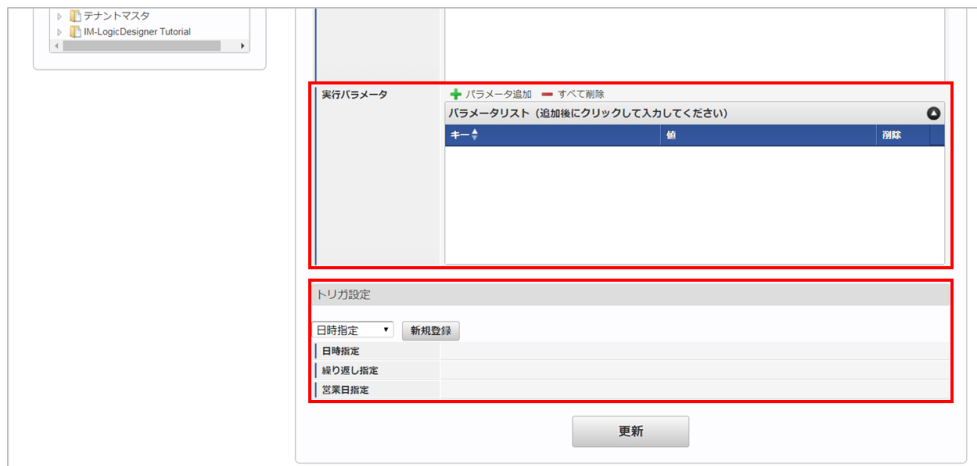 テナントマスタ
IM-LogicDesigner Tutorial
実行パラメータ
パラメータ追加 すべて削除
パラメータリスト（追加後にクリックして入力してください）
キー 値 削除
トリガ設定
日時指定 新規登録
日時指定
繰り返し指定
営業日指定
更新